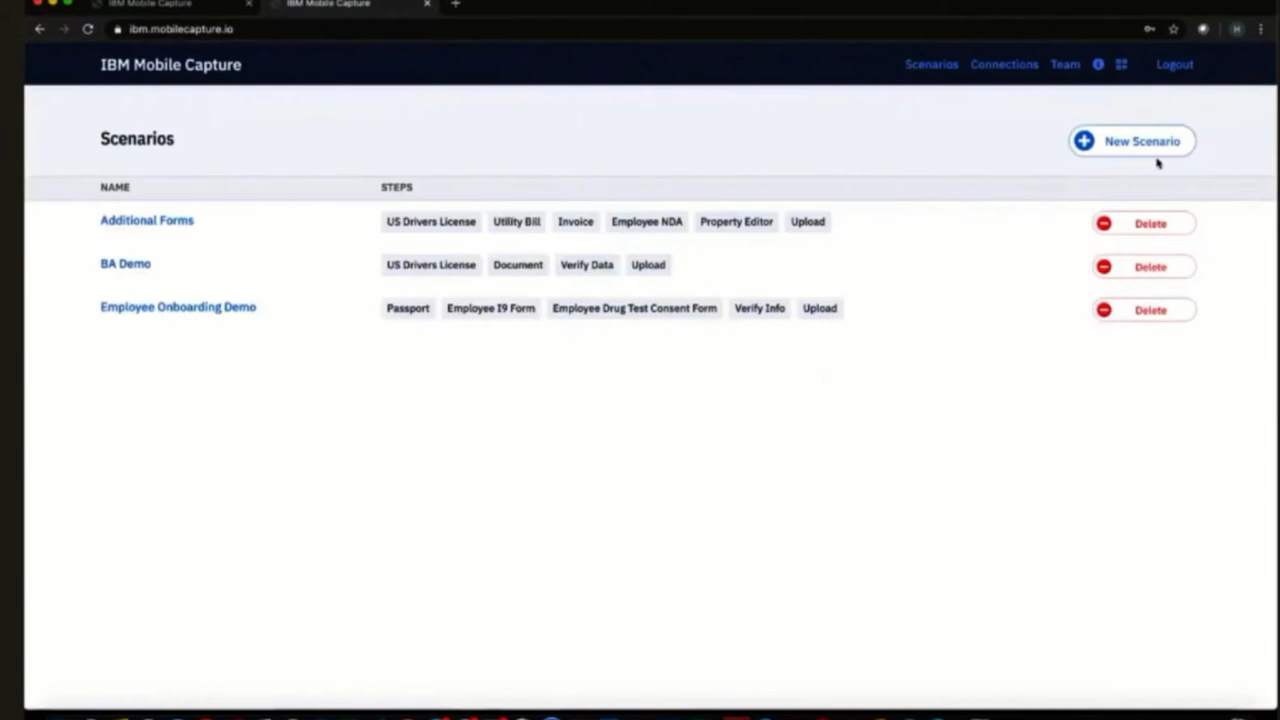 IBM Mobile Capture
IBM Mobile Capture
ibm.mobilecapture.io
H
IBM Mobile Capture
Scenarios Connections Team Logout
Scenarios
New Scenario
NAME STEPS
Additional Forms US Drivers License Utility Bill Invoice Employee NDA Property Editor Upload Delete
BA Demo US Drivers License Document Verify Data Upload Delete
Employee Onboarding Demo Passport Employee I9 Form Employee Drug Test Consent Form Verify Info Upload Delete